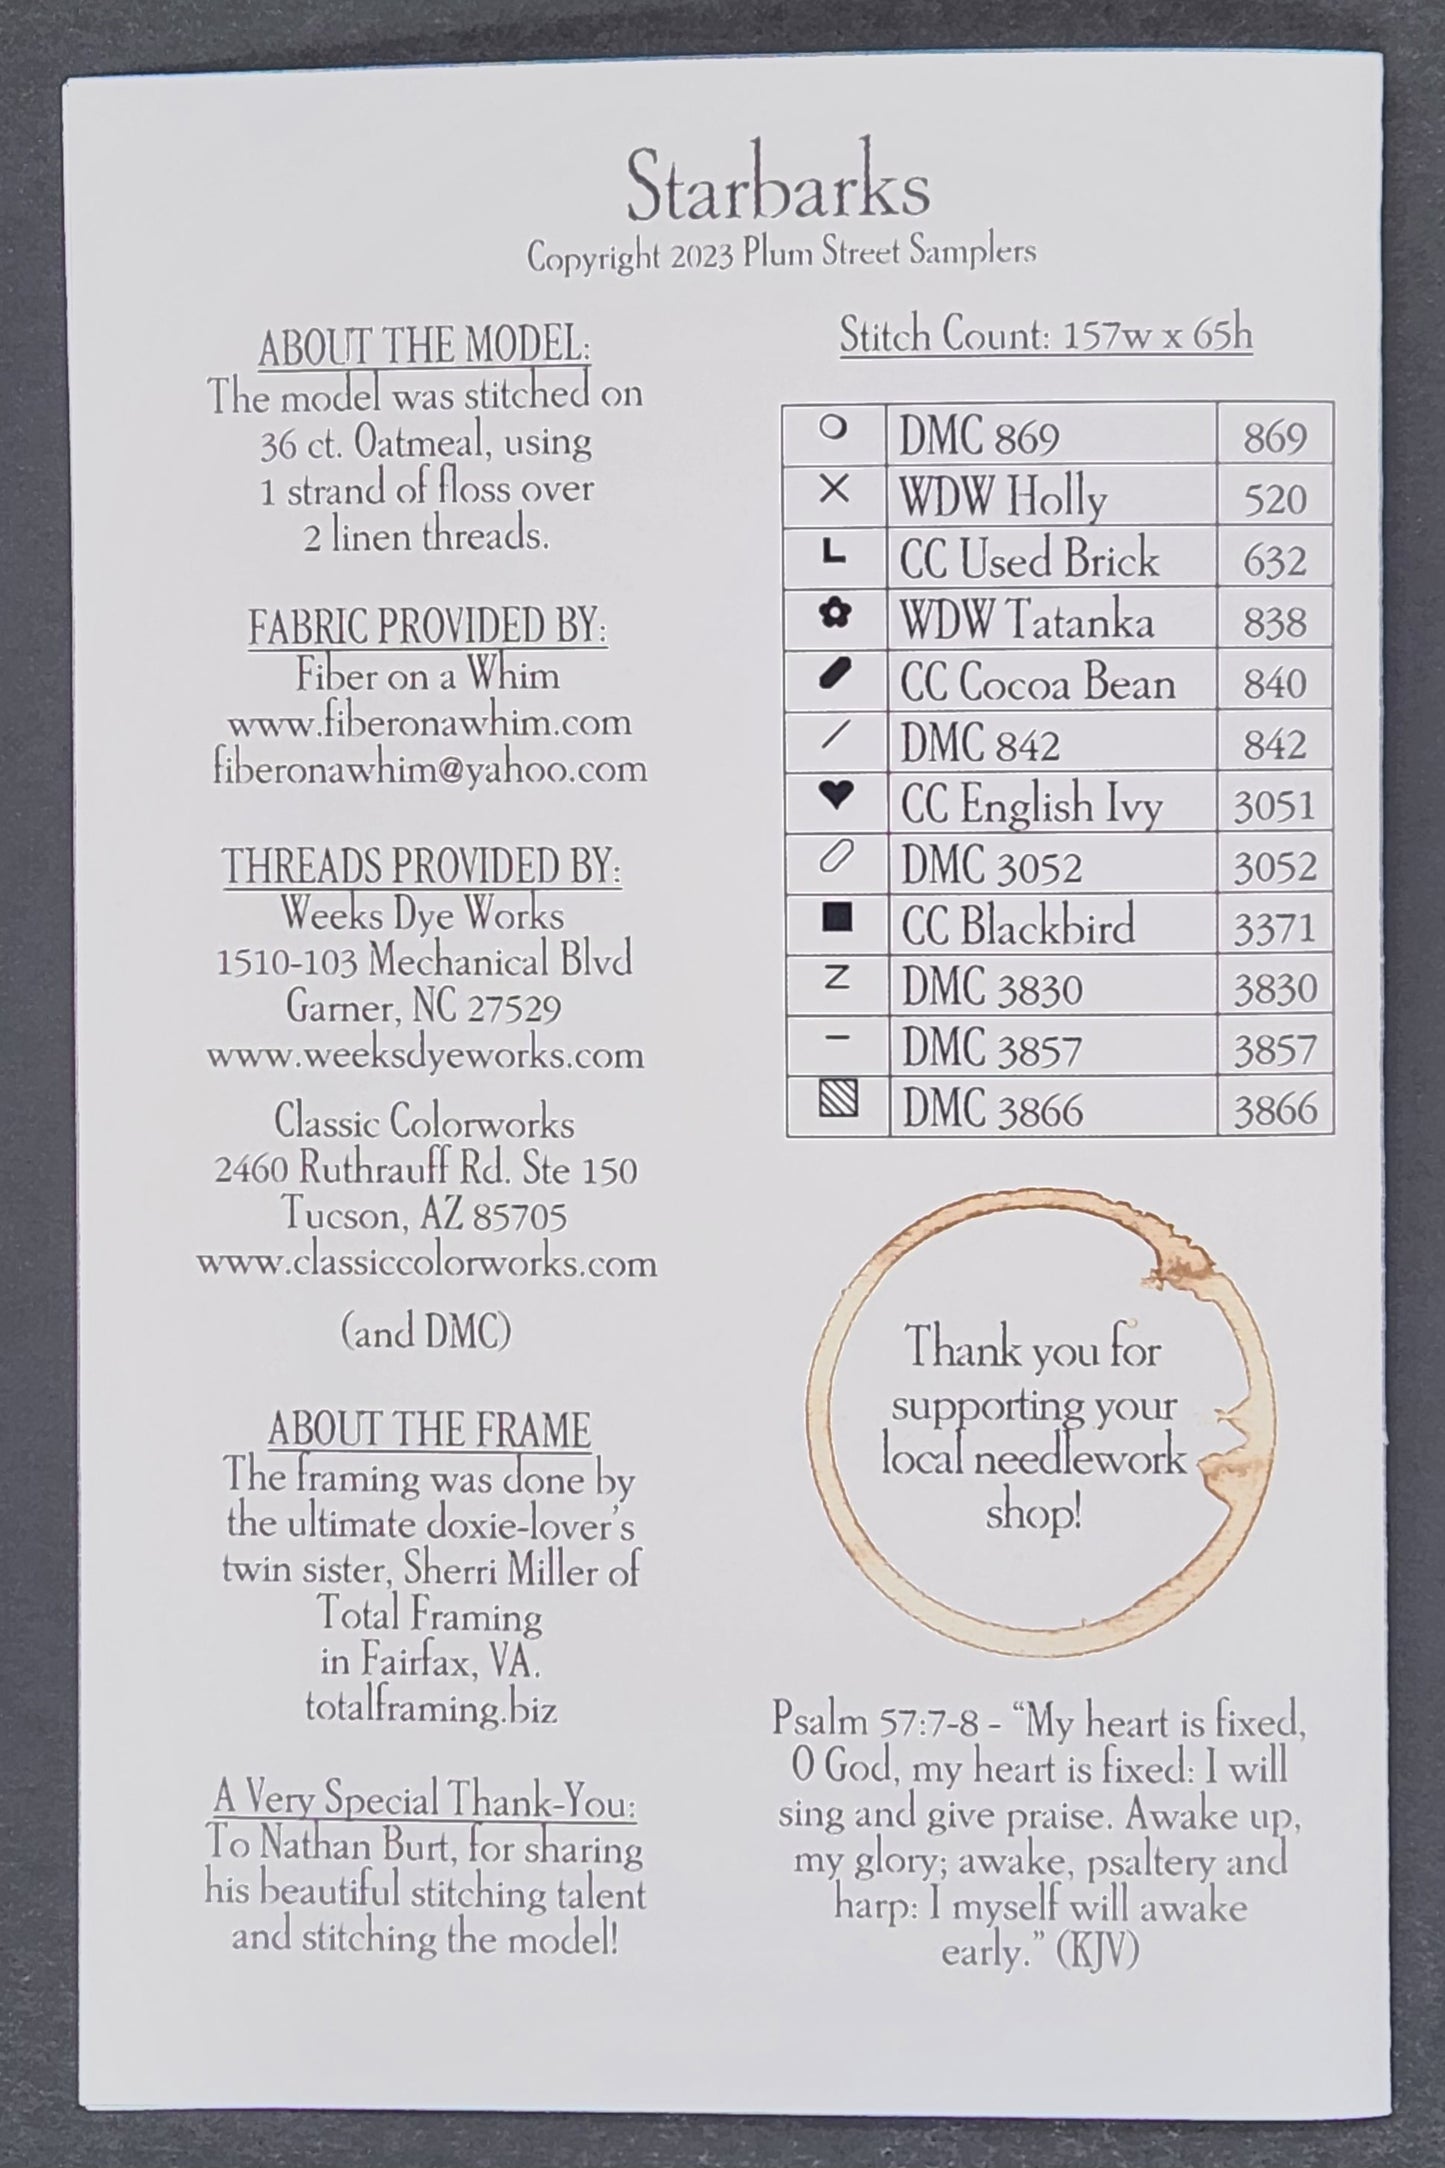 Starbarks
Copyright 2023 Plum Street Samplers
ABOUT THE MODEL:
The model was stitched on
36 ct. Oatmeal, using
1 strand of floss over
2 linen threads.
FABRIC PROVIDED BY:
Fiber on a Whim
www.fiberonawhim.com
fiberonawhim@yahoo.com
THREADS PROVIDED BY:
Weeks Dye Works
1510-103 Mechanical Blvd
Garner, NC 27529
www.weeksdyeworks.com
Classic Colorworks
2460 Ruthrauff Rd. Ste 150
Tucson, AZ 85705
www.classiccolorworks.com
(and DMC)
ABOUT THE FRAME
The framing was done by
the ultimate doxie-lover's
twin sister, Sherri Miller of
Total Framing
in Fairfax, VA.
totalframing.biz
A Very Special Thank-You:
To Nathan Burt, for sharing
his beautiful stitching talent
and stitching the model!
Stitch Count: 157w x 65h
DMC 869 869
WDW Holly 520
L CC Used Brick 632
WDW Tatanka 838
CC Cocoa Bean 840
DMC 842 842
CC English Ivy 3051
DMC 3052 3052
CC Blackbird 3371
Z DMC 3830 3830
DMC 3857 3857
DMC 3866 3866
Thank you for
supporting your
local needlework
shop!
Psalm 57:7-8 - “My heart is fixed,
O God, my heart is fixed: I will
sing and give praise. Awake up,
my glory; awake, psaltery and
harp: I myself will awake
early.” (KJV)